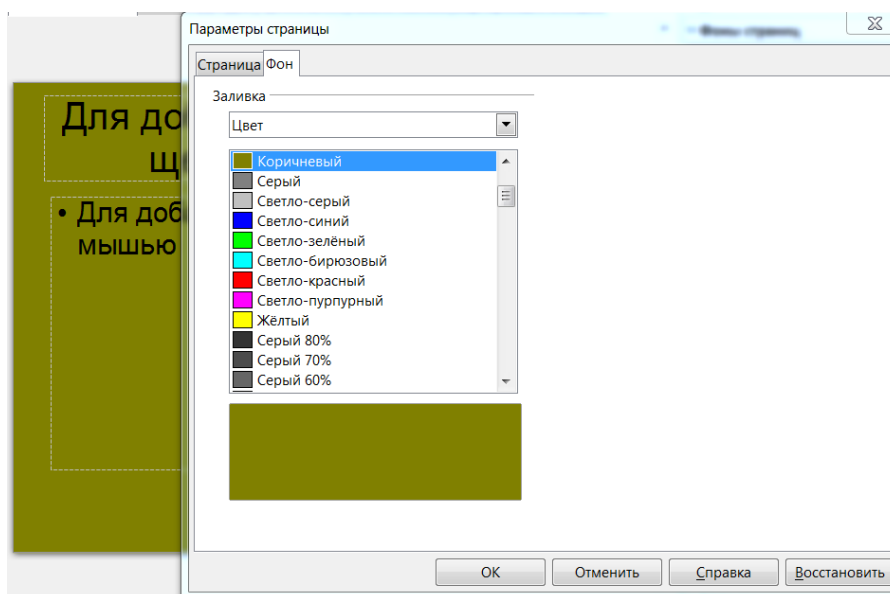 Параметры страницы
Страница Фон
Заливка
Цвет
Коричневый
Серый
Светло-серый
Светло-синий
Светло-зелёный
Светло-бирюзовый
Светло-красный
Светло-пурпурный
Жёлтый
Серый 80%
Серый 70%
Серый 60%
OK Отменить Справка Восстановить
Для до
щ
• Для доб
мышью